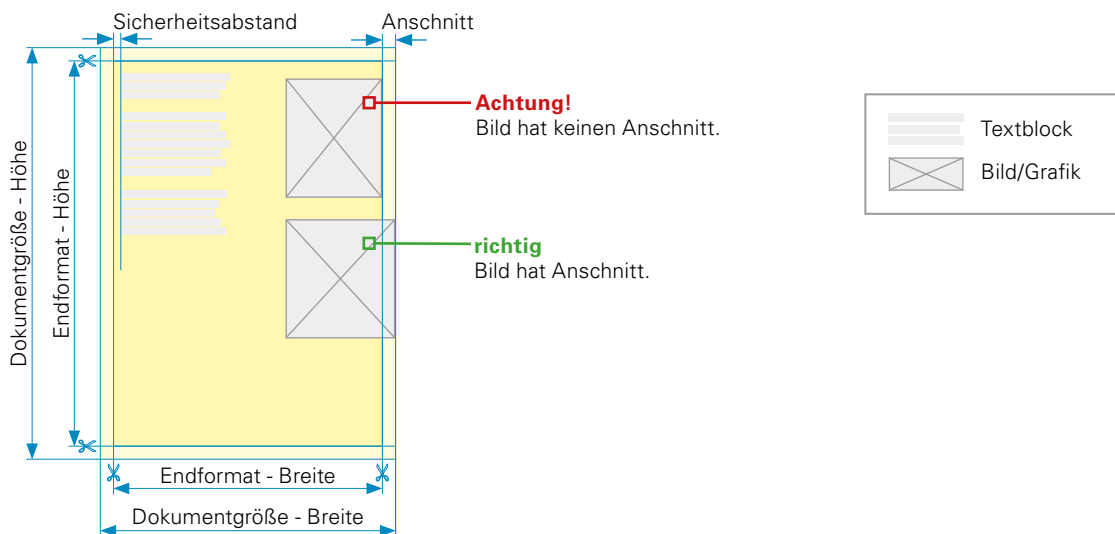 Sicherheitsabstand
Anschnitt
Achtung!
Bild hat keinen Anschnitt.
Textblock
Bild/Grafik
richtig
Bild hat Anschnitt.
Dokumentgröße - Höhe
Endformat - Höhe
Endformat - Breite
Dokumentgröße - Breite